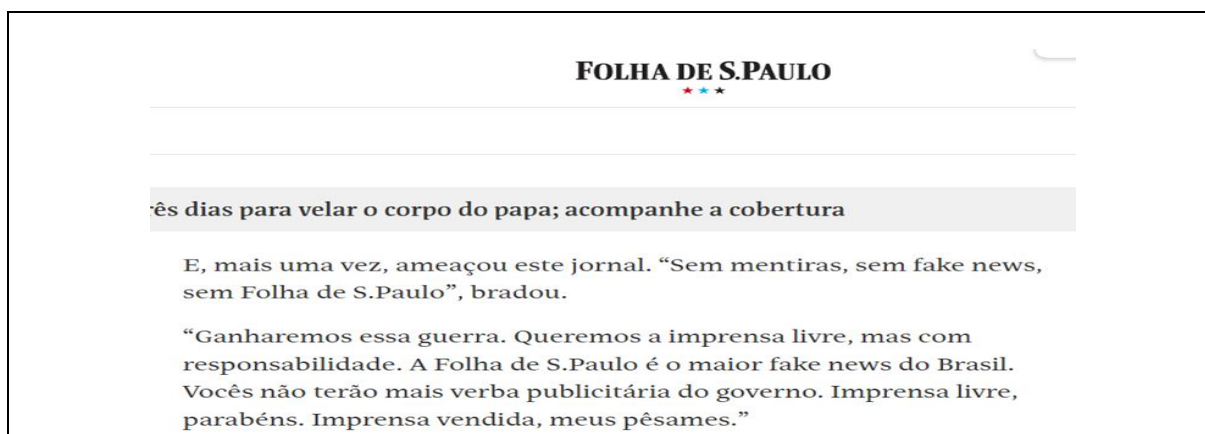 FOLHA DE S.PAULO
rês dias para velar o corpo do papa; acompanhe a cobertura
E, mais uma vez, ameaçou este jornal. “Sem mentiras, sem fake news,
sem Folha de S.Paulo”, bradou.
“Ganharemos essa guerra. Queremos a imprensa livre, mas com
responsabilidade. A Folha de S.Paulo é o maior fake news do Brasil.
Vocês não terão mais verba publicitária do governo. Imprensa livre,
parabéns. Imprensa vendida, meus pêsames.”